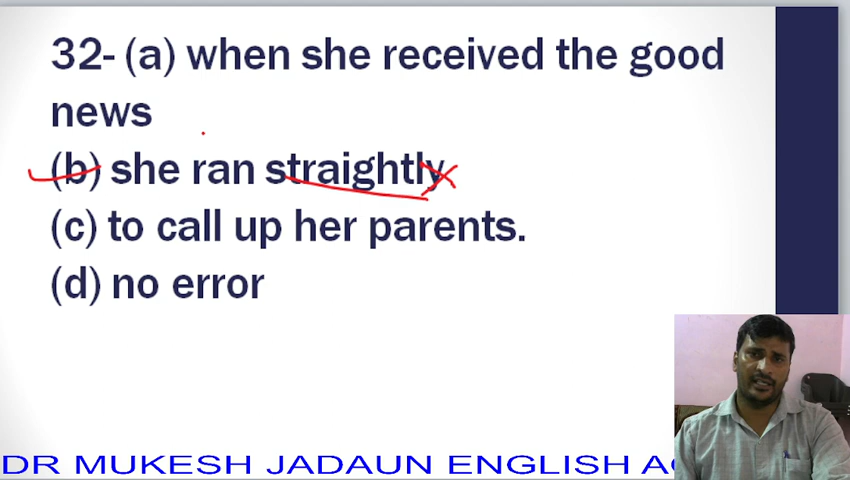 32- (a) when she received the good
news
(b) she ran straightly
(c) to call up her parents.
(d) no error
DR MUKESH JADAUN ENGLISH